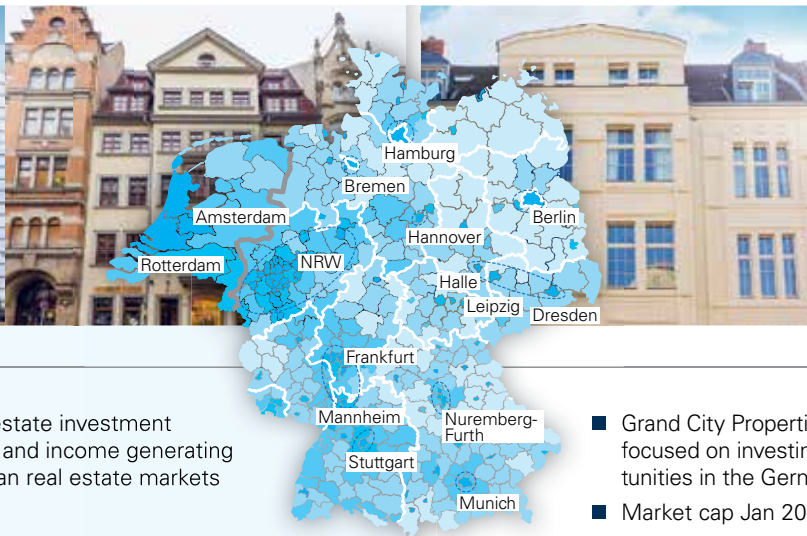 Hamburg
Bremen
Amsterdam
Berlin
Hannover
Rotterdam
NRW
Halle
Leipzig
Dresden
Frankfurt
Mannheim
Nuremberg-
Furth
Stuttgart
Munich
estate investment
and income generating
an real estate markets
■ Grand City Properti
focused on investin
tunities in the Germ
■ Market cap Jan 20